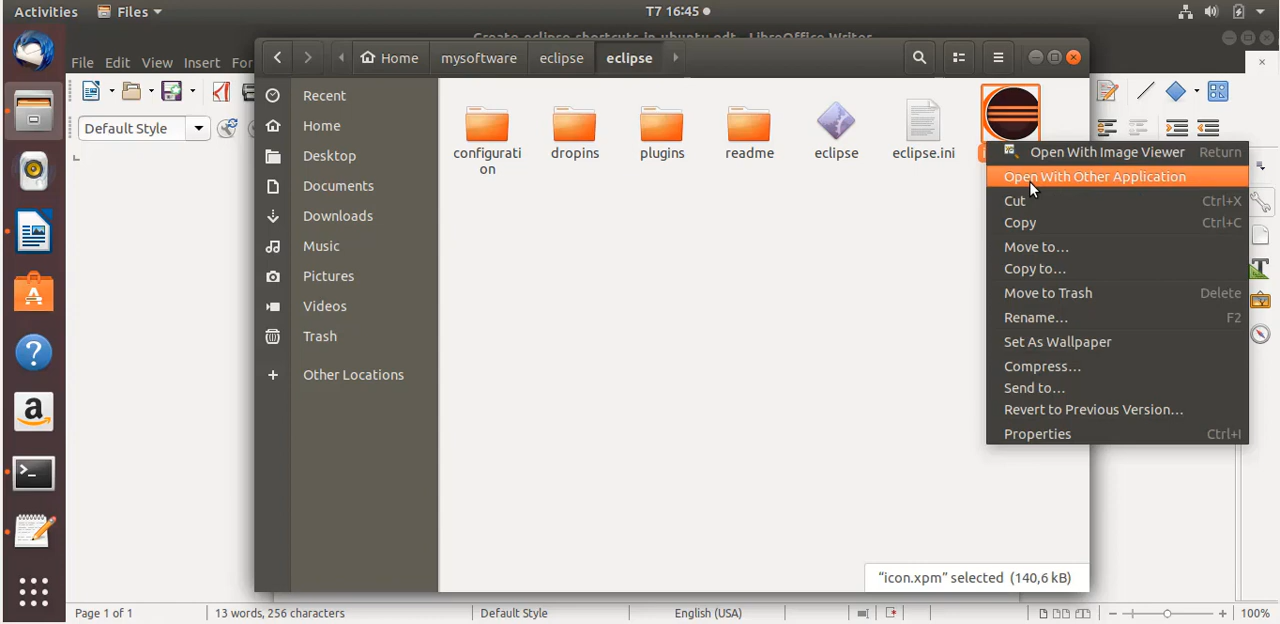 Activities
Files
T7 16:45
Create eclipse shortcuts in ubuntu.odt - LibreOffice Writer
File Edit View Insert For
Home mysoftware eclipse eclipse
Default Style
Recent
Home
Desktop
Documents
Downloads
Music
Pictures
Videos
Trash
Other Locations
configurati
on
dropins
plugins
readme
eclipse
eclipse.ini
Open With Image Viewer Return
Open With Other Application
Cut Ctrl+X
Copy Ctrl+C
Move to…
Copy to…
Move to Trash Delete
Rename… F2
Set As Wallpaper
Compress…
Send to…
Revert to Previous Version…
Properties Ctrl+I
“icon.xpm” selected (140,6 kB)
Page 1 of 1 13 words, 256 characters Default Style English (USA) 100%